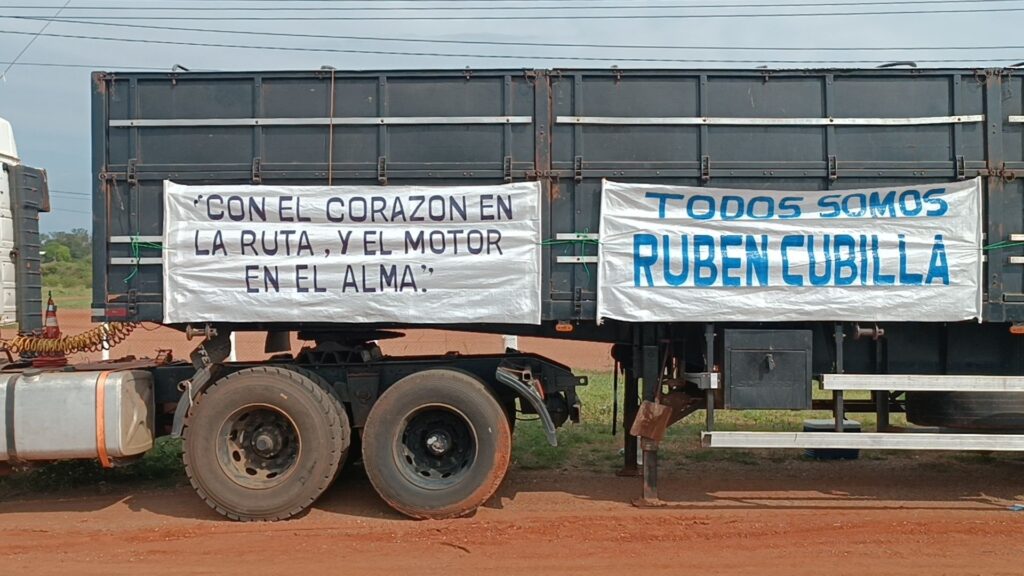 "CON EL CORAZON EN
LA RUTA, Y EL MOTOR
EN EL ALMA."
TODOS SOMOS
RUBEN CUBILLA